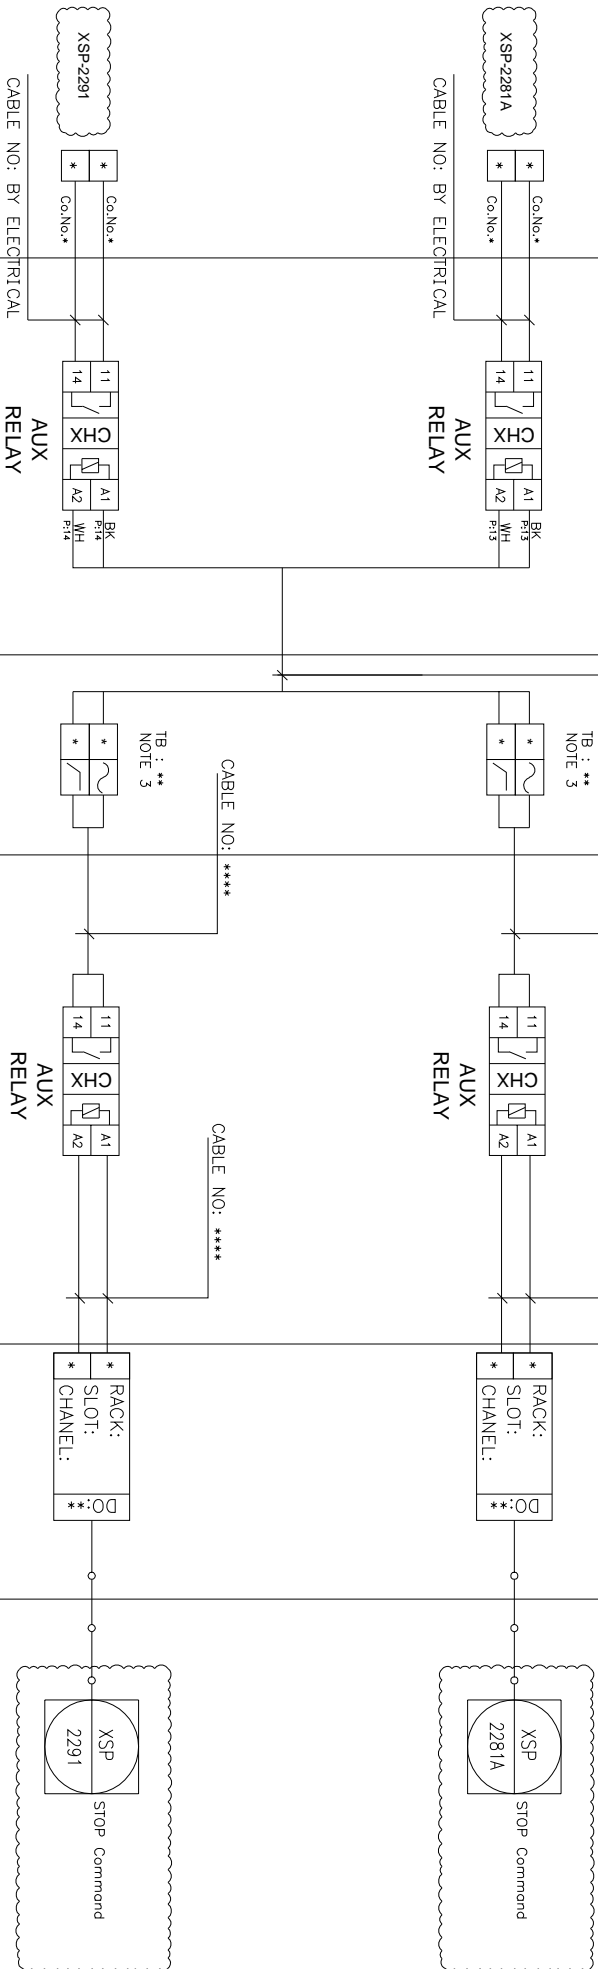 XSP-2281A
*
*
Co.No.*
Co.No.*
CABLE NO: BY ELECTRICAL
11
14
CHX
A1
A2
AUX
RELAY
BK
P:13
WH
P:13
TB : **
NOTE 3
*
*
11
14
CHX
A1
A2
AUX
RELAY
*
*
RACK:
SLOT:
CHANEL:
DO:**
XSP
2281A
STOP Command
XSP-2291
*
*
Co.No.*
Co.No.*
CABLE NO: BY ELECTRICAL
11
14
CHX
A1
A2
AUX
RELAY
BK
P:14
WH
P:14
TB : **
NOTE 3
*
*
CABLE NO: ****
11
14
CHX
A1
A2
AUX
RELAY
CABLE NO: ****
*
*
RACK:
SLOT:
CHANEL:
DO:**
XSP
2291
STOP Command